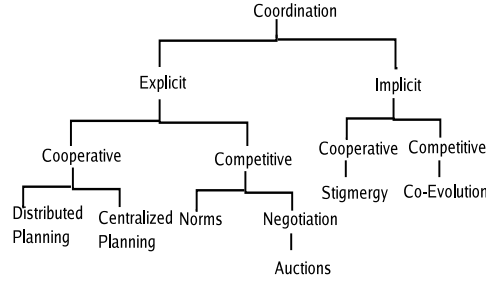 Coordination
Explicit
Implicit
Cooperative
Competitive
Cooperative
Competitive
Distributed
Planning
Centralized
Planning
Norms
Negotiation
Stigmergy
Co-Evolution
Auctions